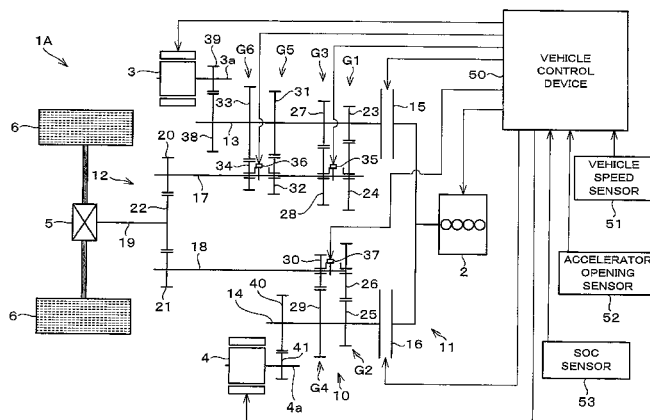 1A
39
G6
G5
G3
G1
3
3a
33
31
27
23
15
50
VEHICLE
CONTROL
DEVICE
6
20
38
13
34
36
35
12
17
32
28
24
22
5
19
18
30
37
2
VEHICLE SPEED
SENSOR
51
21
40
26
29
25
14
16
11
ACCELERATOR
OPENING
SENSOR
52
6
4
41
4a
G4
10
G2
SOC
SENSOR
53